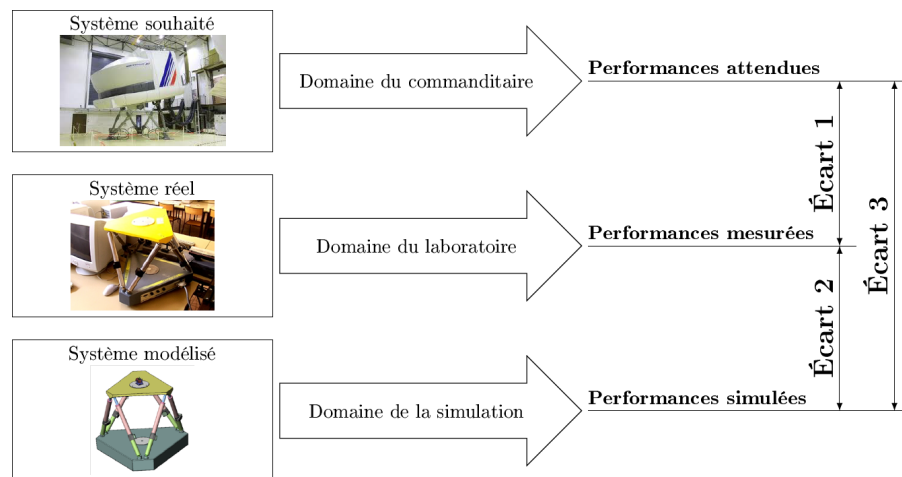 Système souhaité
Domaine du commanditaire
Performances attendues
Écart 1
Système réel
Domaine du laboratoire
Performances mesurées
Écart 3
Écart 2
Système modélisé
Domaine de la simulation
Performances simulées